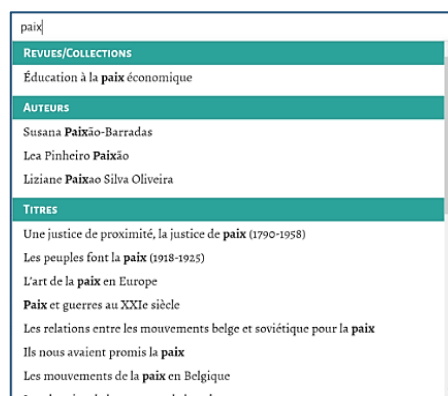 paix
Revues/Collections
Éducation à la paix économique
Auteurs
Susana Paixão-Barradas
Lea Pinheiro Paixão
Liziane Paixao Silva Oliveira
Titres
Une justice de proximité, la justice de paix (1790-1958)
Les peuples font la paix (1918-1925)
L'art de la paix en Europe
Paix et guerres au XXIe siècle
Les relations entre les mouvements belge et soviétique pour la paix
Ils nous avaient promis la paix
Les mouvements de la paix en Belgique